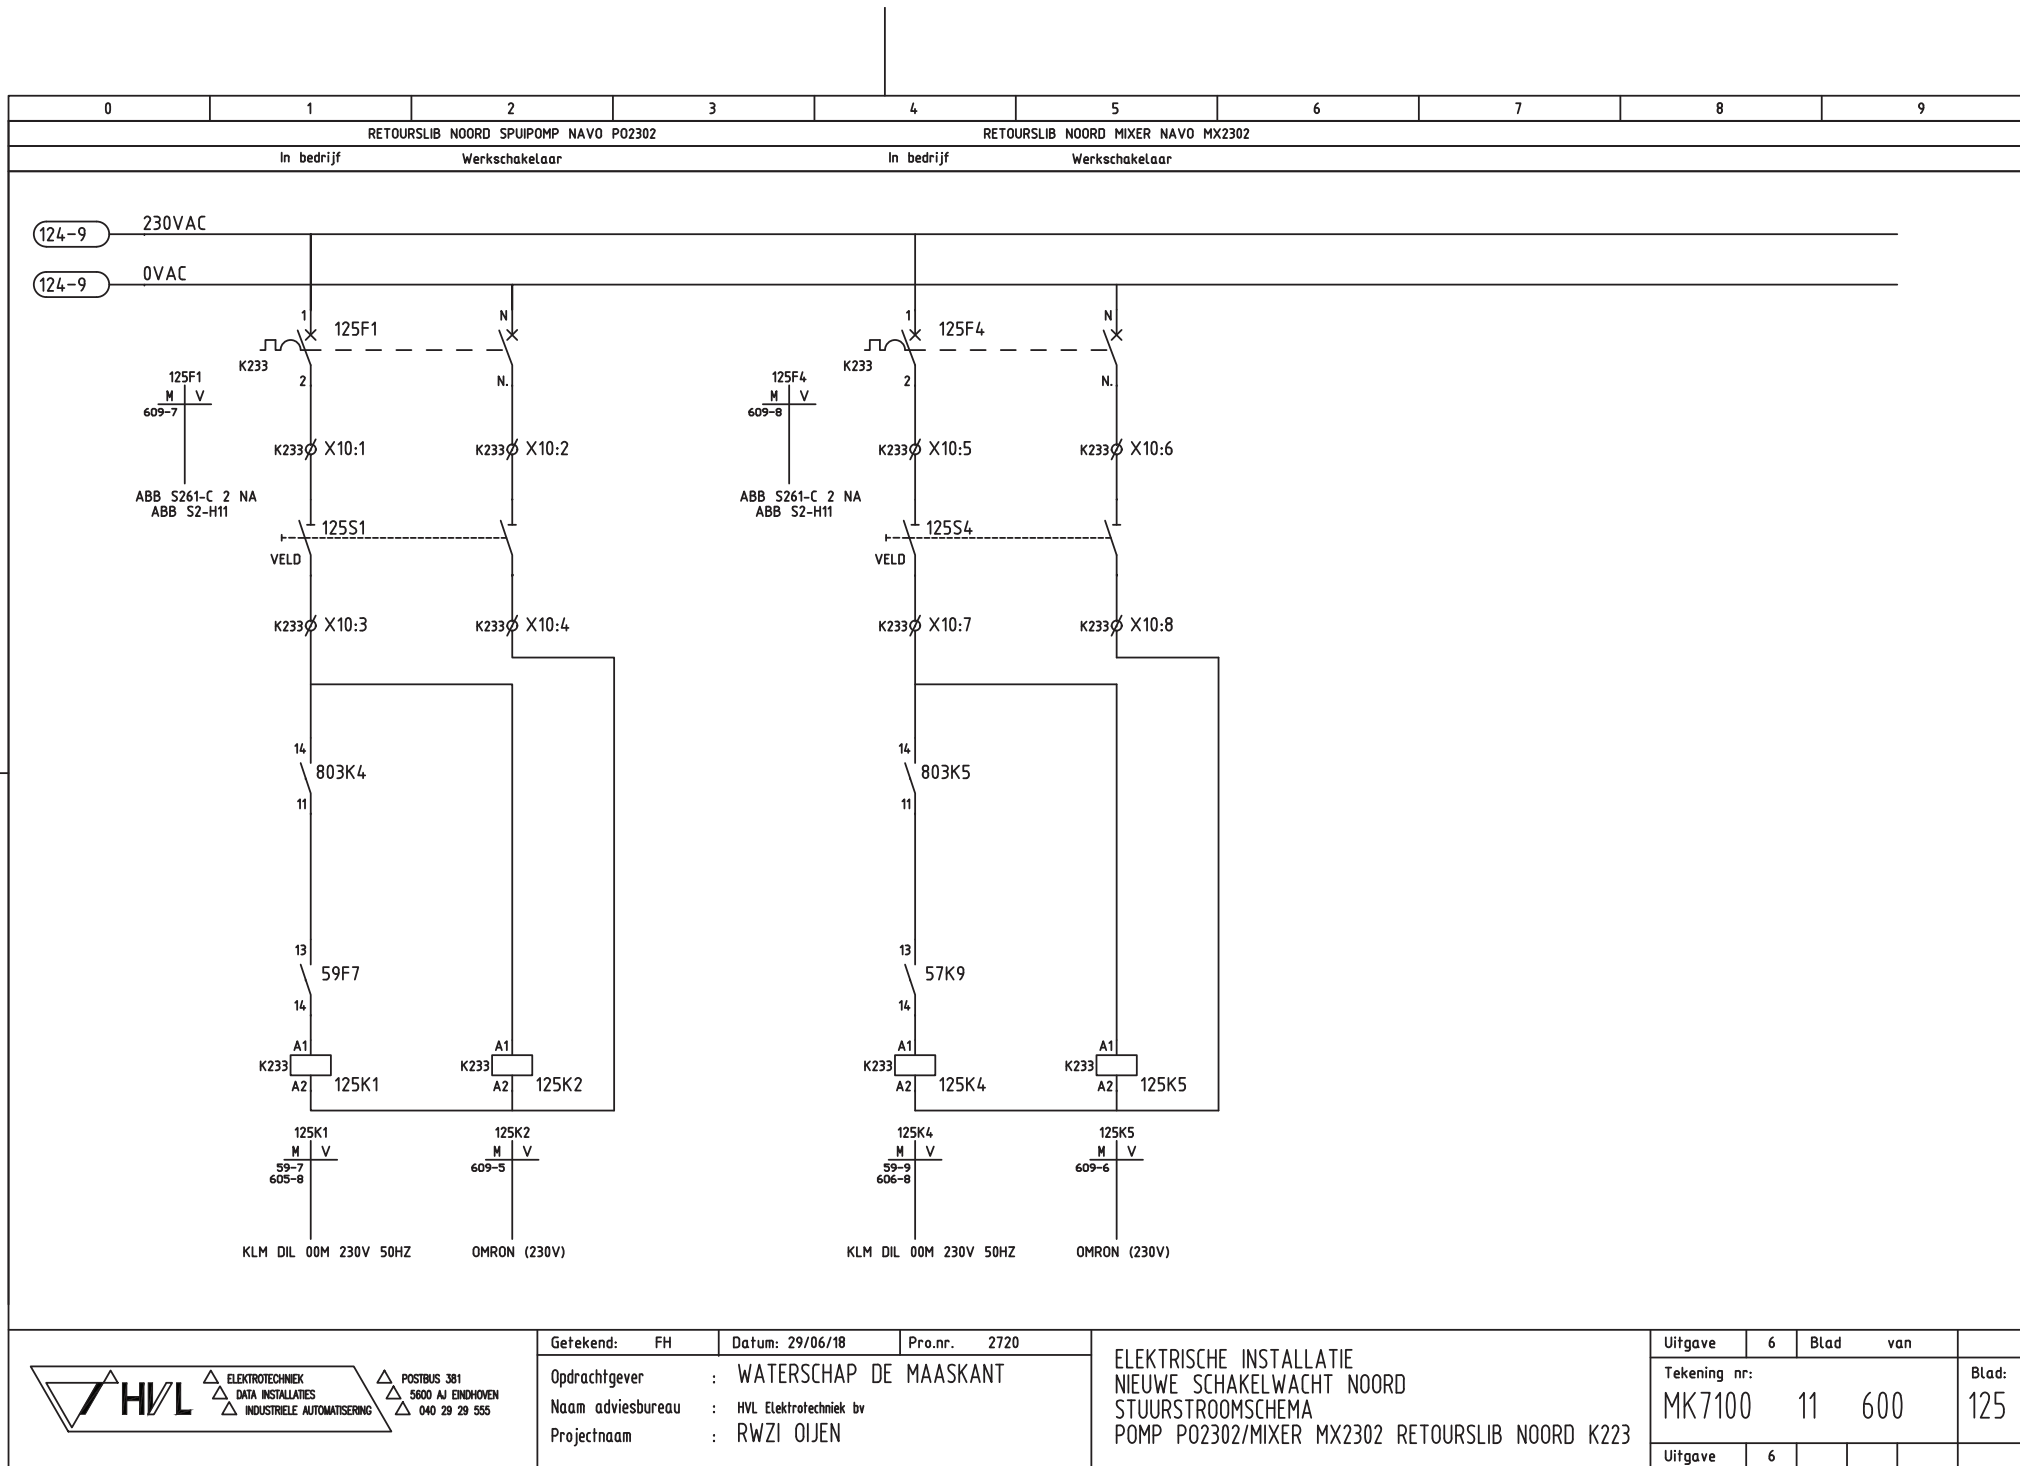 0 1 2 3 4 5 6 7 8 9
RETOURSLIB NOORD SPUIPOMP NAVO PO2302 RETOURSLIB NOORD MIXER NAVO MX2302
In bedrijf Werkschakelaar In bedrijf Werkschakelaar
124-9 230VAC
124-9 0VAC
1 N 1 N
125F1 125F4
K233 K233
2 N. 2 N.
125F1 125F4
M V M V
609-7 609-8
K233 X10:1 K233 X10:2 K233 X10:5 K233 X10:6
ABB S261-C 2 NA ABB S261-C 2 NA
ABB S2-H11 ABB S2-H11
125S1 125S4
VELD VELD
K233 X10:3 K233 X10:4 K233 X10:7 K233 X10:8
14 14
803K4 803K5
11 11
13 13
59F7 57K9
14 14
A1 A1 A1 A1
K233 K233 K233 K233
A2 125K1 A2 125K2 A2 125K4 A2 125K5
125K1 125K2 125K4 125K5
M V M V M V M V
59-7 609-5 59-9 609-6
605-8 606-8
KLM DIL 00M 230V 50HZ OMRON (230V) KLM DIL 00M 230V 50HZ OMRON (230V)
HVL
ELEKTROTECHNIEK
DATA INSTALLATIES
INDUSTRIELE AUTOMATISERING
POSTBUS 381
5600 AJ EINDHOVEN
040 29 29 555
Getekend: FH Datum: 29/06/18 Pro.nr. 2720
Opdrachtgever : WATERSCHAP DE MAASKANT
Naam adviesbureau : HVL Elektrotechniek bv
Projectnaam : RWZI OIJEN
ELEKTRISCHE INSTALLATIE
NIEUWE SCHAKELWACHT NOORD
STUURSTROOMSCHEMA
POMP PO2302/MIXER MX2302 RETOURSLIB NOORD K223
Uitgave 6 Blad van
Tekening nr: Blad:
MK7100 11 600 125
Uitgave 6